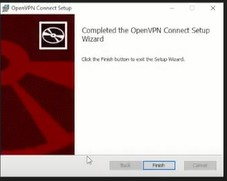 OpenVPN Connect Setup
Completed the OpenVPN Connect Setup
Wizard
Click the Finish button to exit the Setup Wizard.
Back Finish Cancel